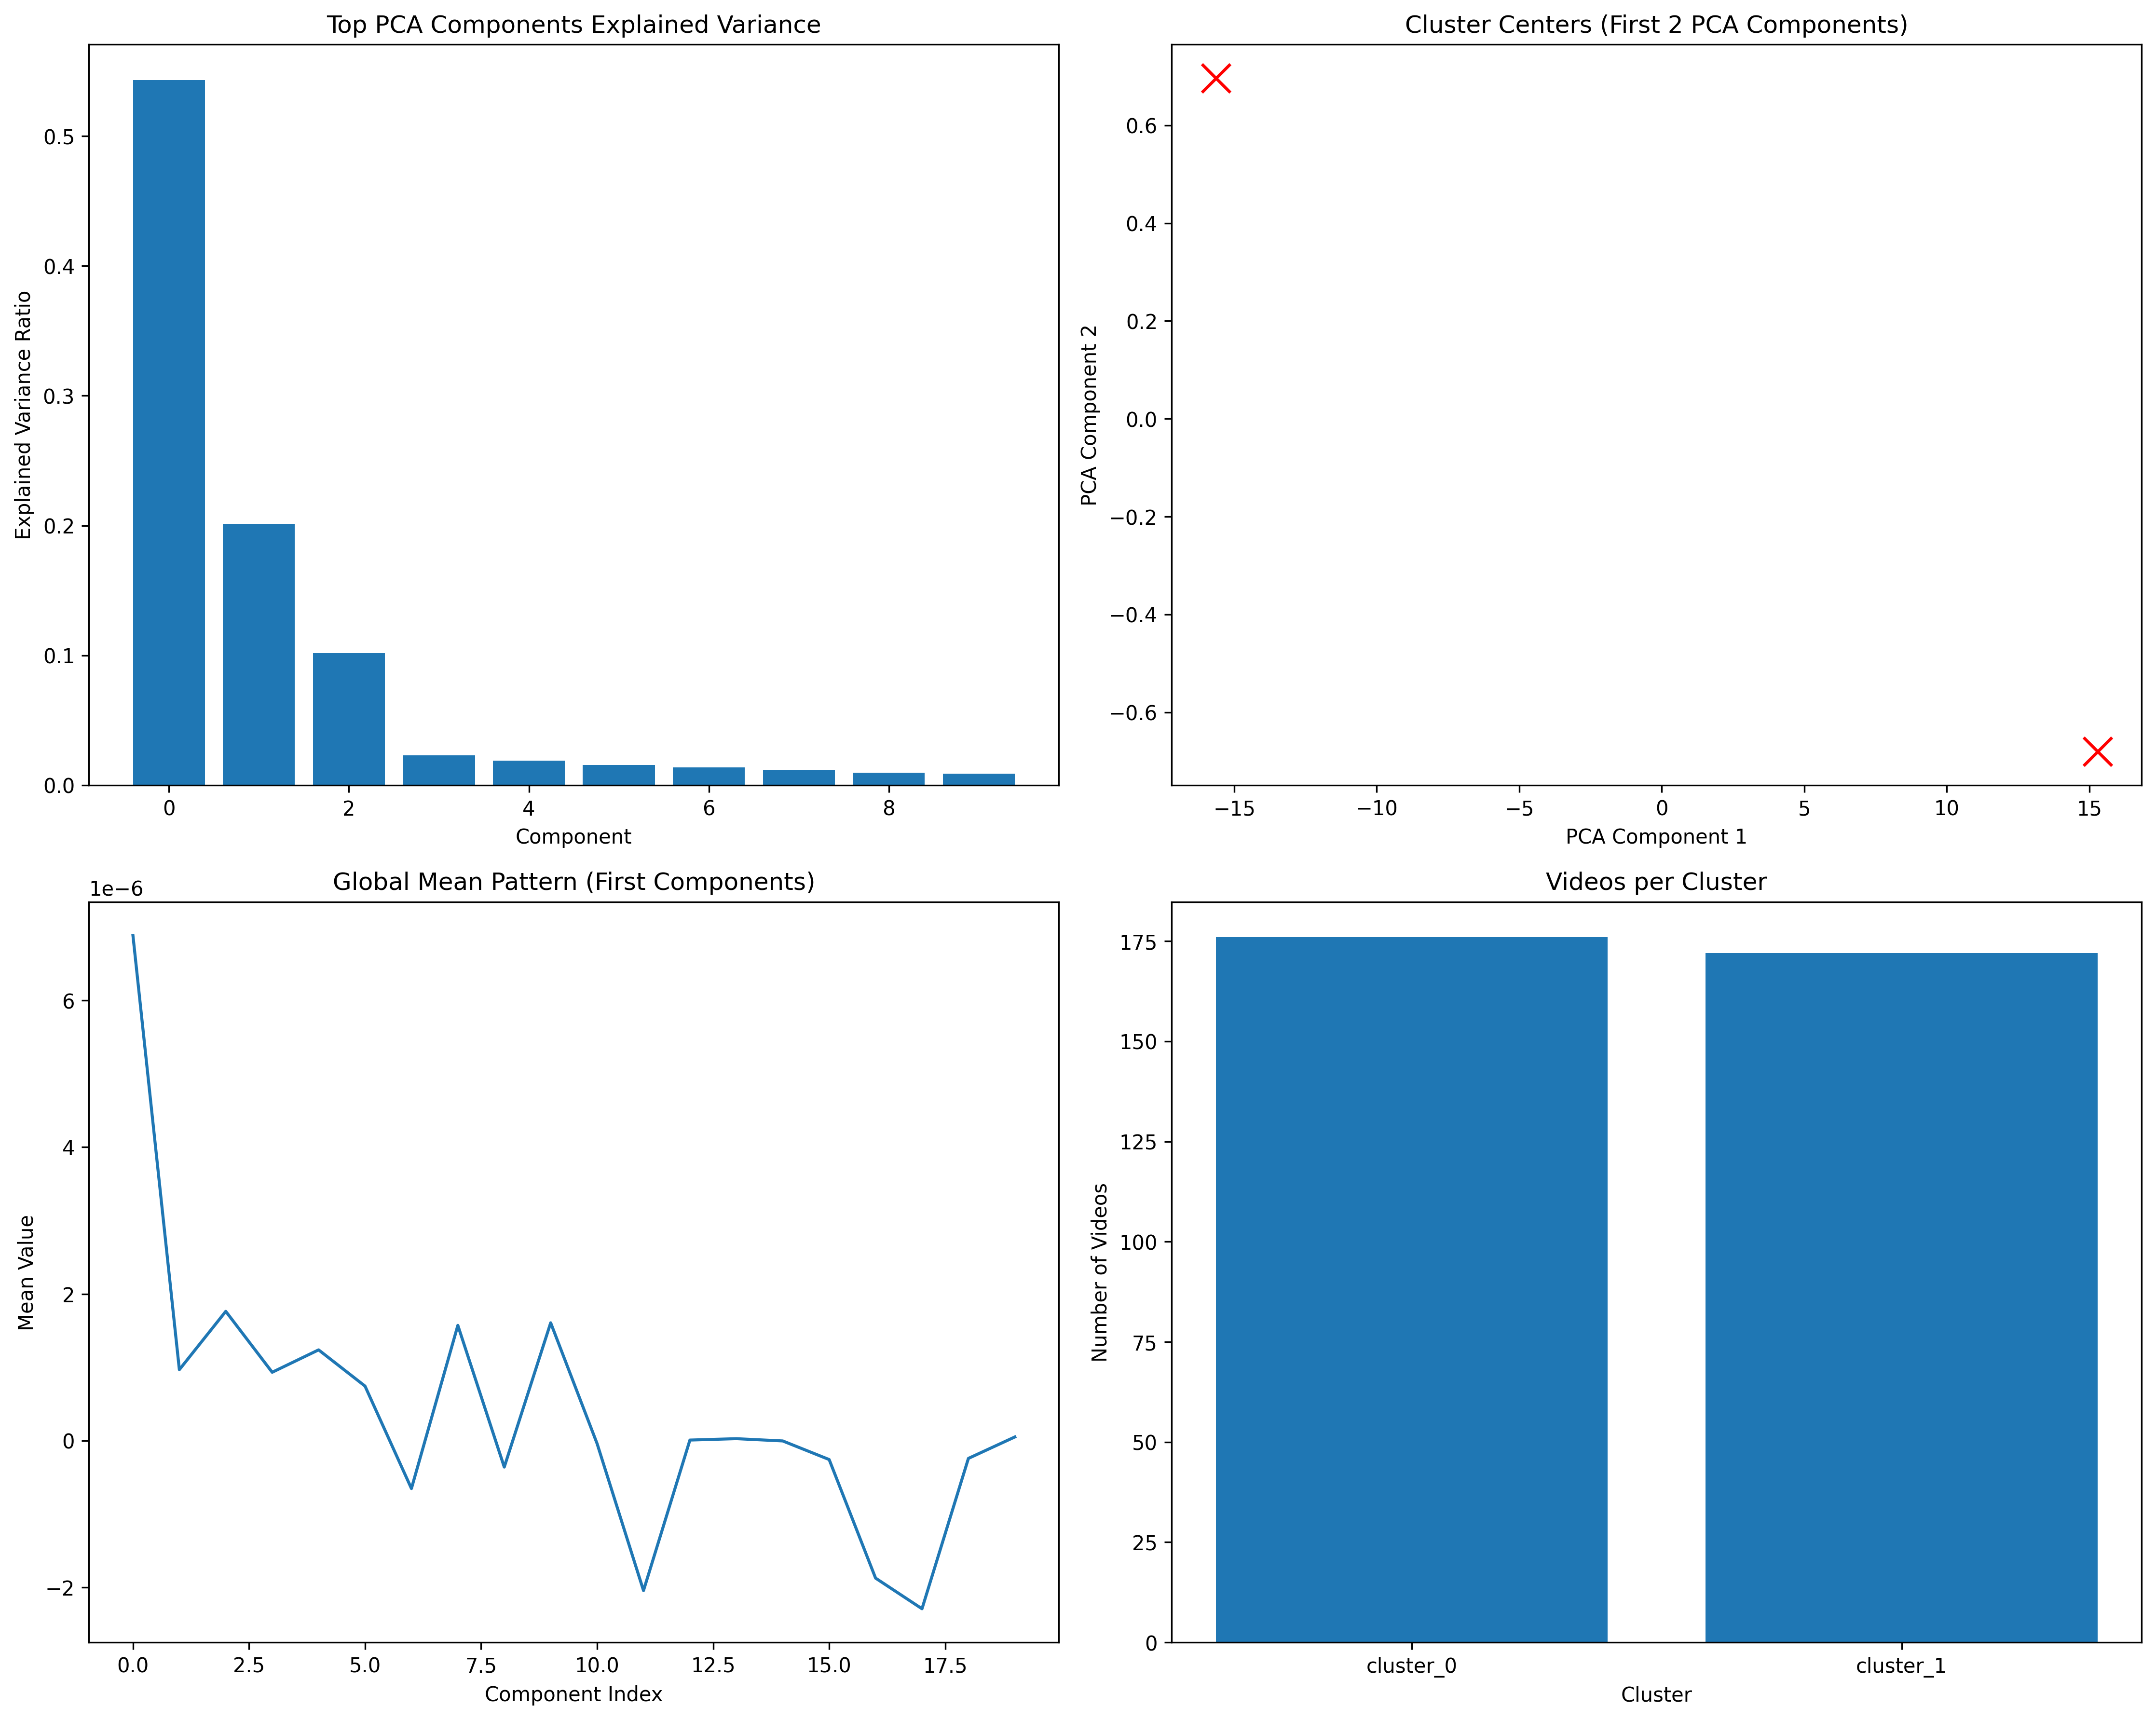 Top PCA Components Explained Variance
Explained Variance Ratio
0.5
0.4
0.3
0.2
0.1
0.0
0 2 4 6 8
Component
Cluster Centers (First 2 PCA Components)
PCA Component 2
0.6
0.4
0.2
0.0
−0.2
−0.4
−0.6
−15 −10 −5 0 5 10 15
PCA Component 1
Global Mean Pattern (First Components)
1e−6
Mean Value
6
4
2
0
−2
0.0 2.5 5.0 7.5 10.0 12.5 15.0 17.5
Component Index
Videos per Cluster
Number of Videos
175
150
125
100
75
50
25
0
cluster_0 cluster_1
Cluster